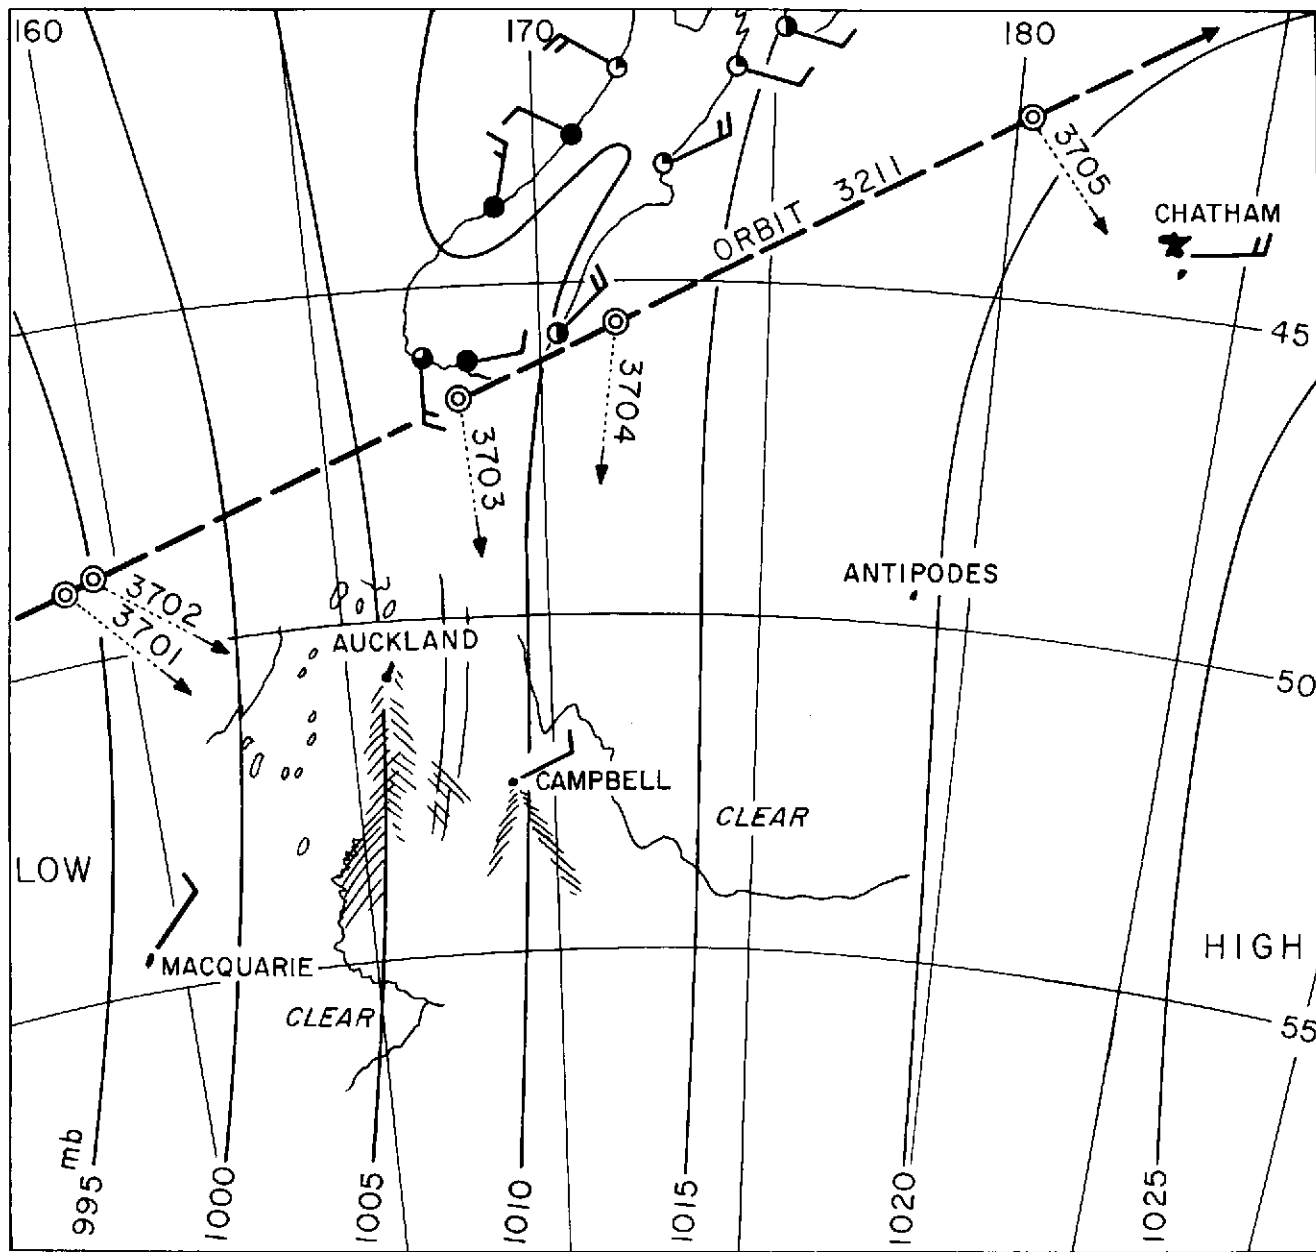 160
170
180
ORBIT 3211
3705
CHATHAM
45
3704
3703
3702
3701
ANTIPODES
AUCKLAND
50
CAMPBELL
CLEAR
LOW
HIGH
MACQUARIE
CLEAR
55
995 mb
1000
1005
1010
1015
1020
1025